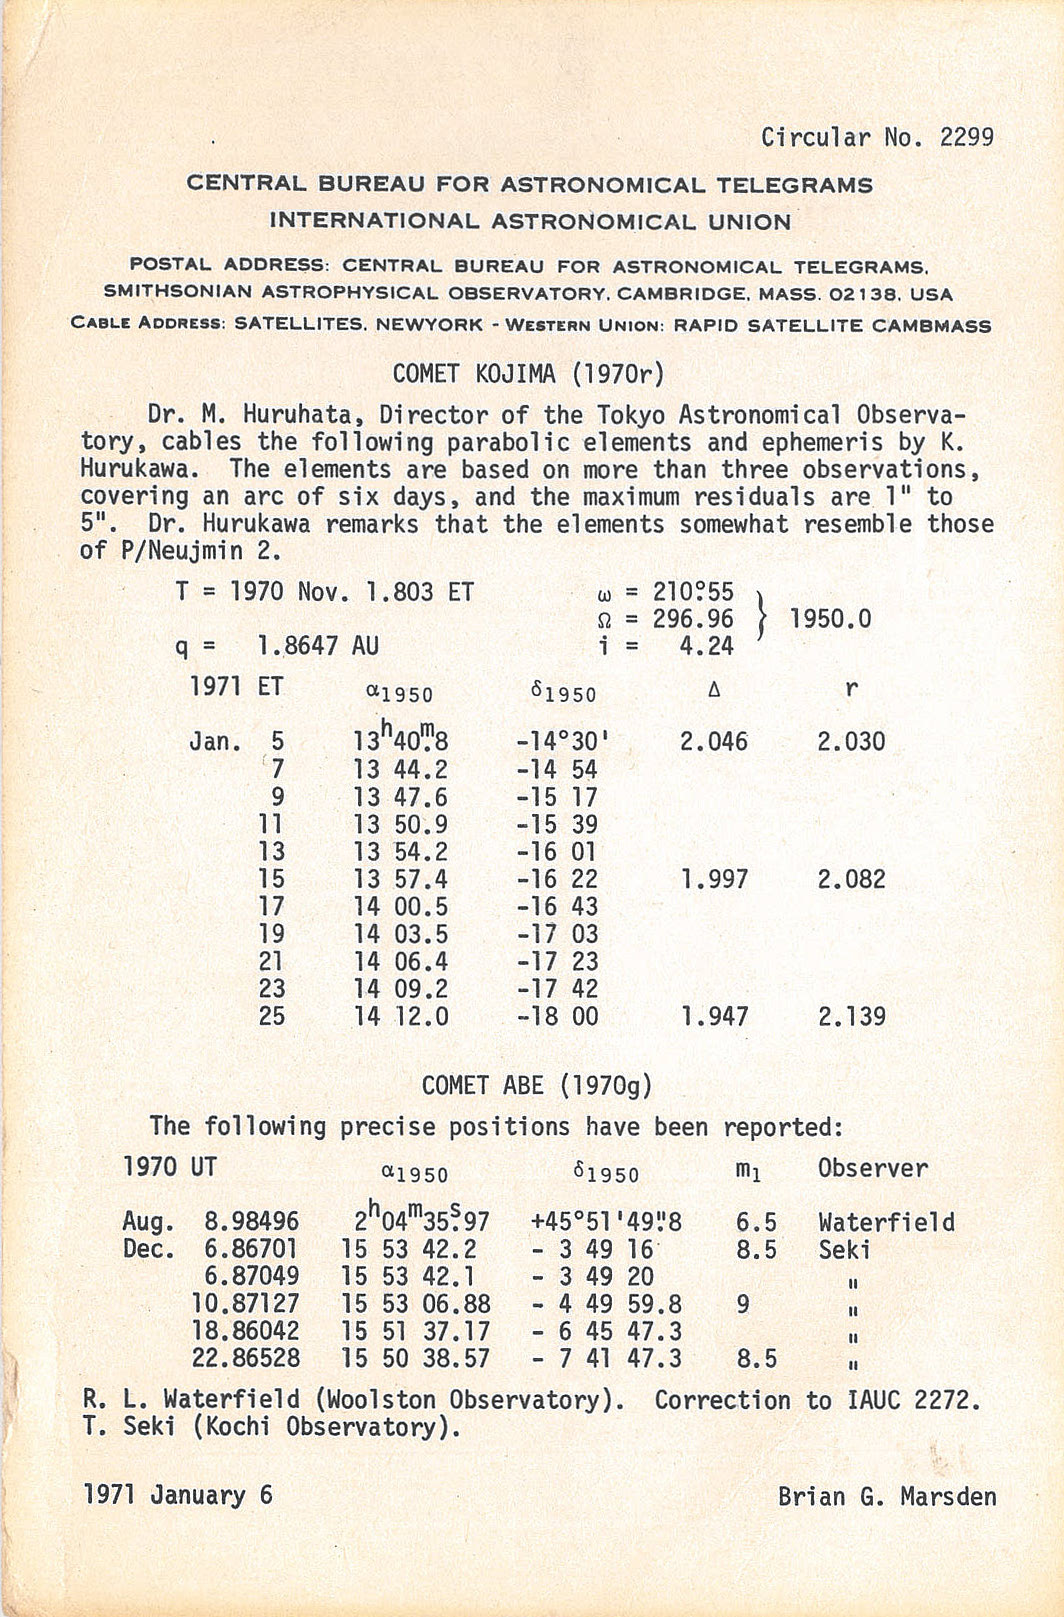 Circular No. 2299
CENTRAL BUREAU FOR ASTRONOMICAL TELEGRAMS
INTERNATIONAL ASTRONOMICAL UNION
POSTAL ADDRESS: CENTRAL BUREAU FOR ASTRONOMICAL TELEGRAMS,
SMITHSONIAN ASTROPHYSICAL OBSERVATORY, CAMBRIDGE, MASS. 02138, USA
CABLE ADDRESS: SATELLITES, NEWYORK - WESTERN UNION: RAPID SATELLITE CAMBMASS
COMET KOJIMA (1970r)
Dr. M. Huruhata, Director of the Tokyo Astronomical Observa-
tory, cables the following parabolic elements and ephemeris by K.
Hurukawa. The elements are based on more than three observations,
covering an arc of six days, and the maximum residuals are 1" to
5". Dr. Hurukawa remarks that the elements somewhat resemble those
of P/Neujmin 2.
T = 1970 Nov. 1.803 ET ω = 210°.55
Ω = 296.96 } 1950.0
q = 1.8647 AU i = 4.24
1971 ET α1950 δ1950 Δ r
Jan. 5 13h40m.8 -14°30' 2.046 2.030
7 13 44.2 -14 54
9 13 47.6 -15 17
11 13 50.9 -15 39
13 13 54.2 -16 01
15 13 57.4 -16 22 1.997 2.082
17 14 00.5 -16 43
19 14 03.5 -17 03
21 14 06.4 -17 23
23 14 09.2 -17 42
25 14 12.0 -18 00 1.947 2.139
COMET ABE (1970g)
The following precise positions have been reported:
1970 UT α1950 δ1950 m1 Observer
Aug. 8.98496 2h04m35s.97 +45°51'49".8 6.5 Waterfield
Dec. 6.86701 15 53 42.2 - 3 49 16 8.5 Seki
6.87049 15 53 42.1 - 3 49 20 "
10.87127 15 53 06.88 - 4 49 59.8 9 "
18.86042 15 51 37.17 - 6 45 47.3 "
22.86528 15 50 38.57 - 7 41 47.3 8.5 "
R. L. Waterfield (Woolston Observatory). Correction to IAUC 2272.
T. Seki (Kochi Observatory).
1971 January 6 Brian G. Marsden